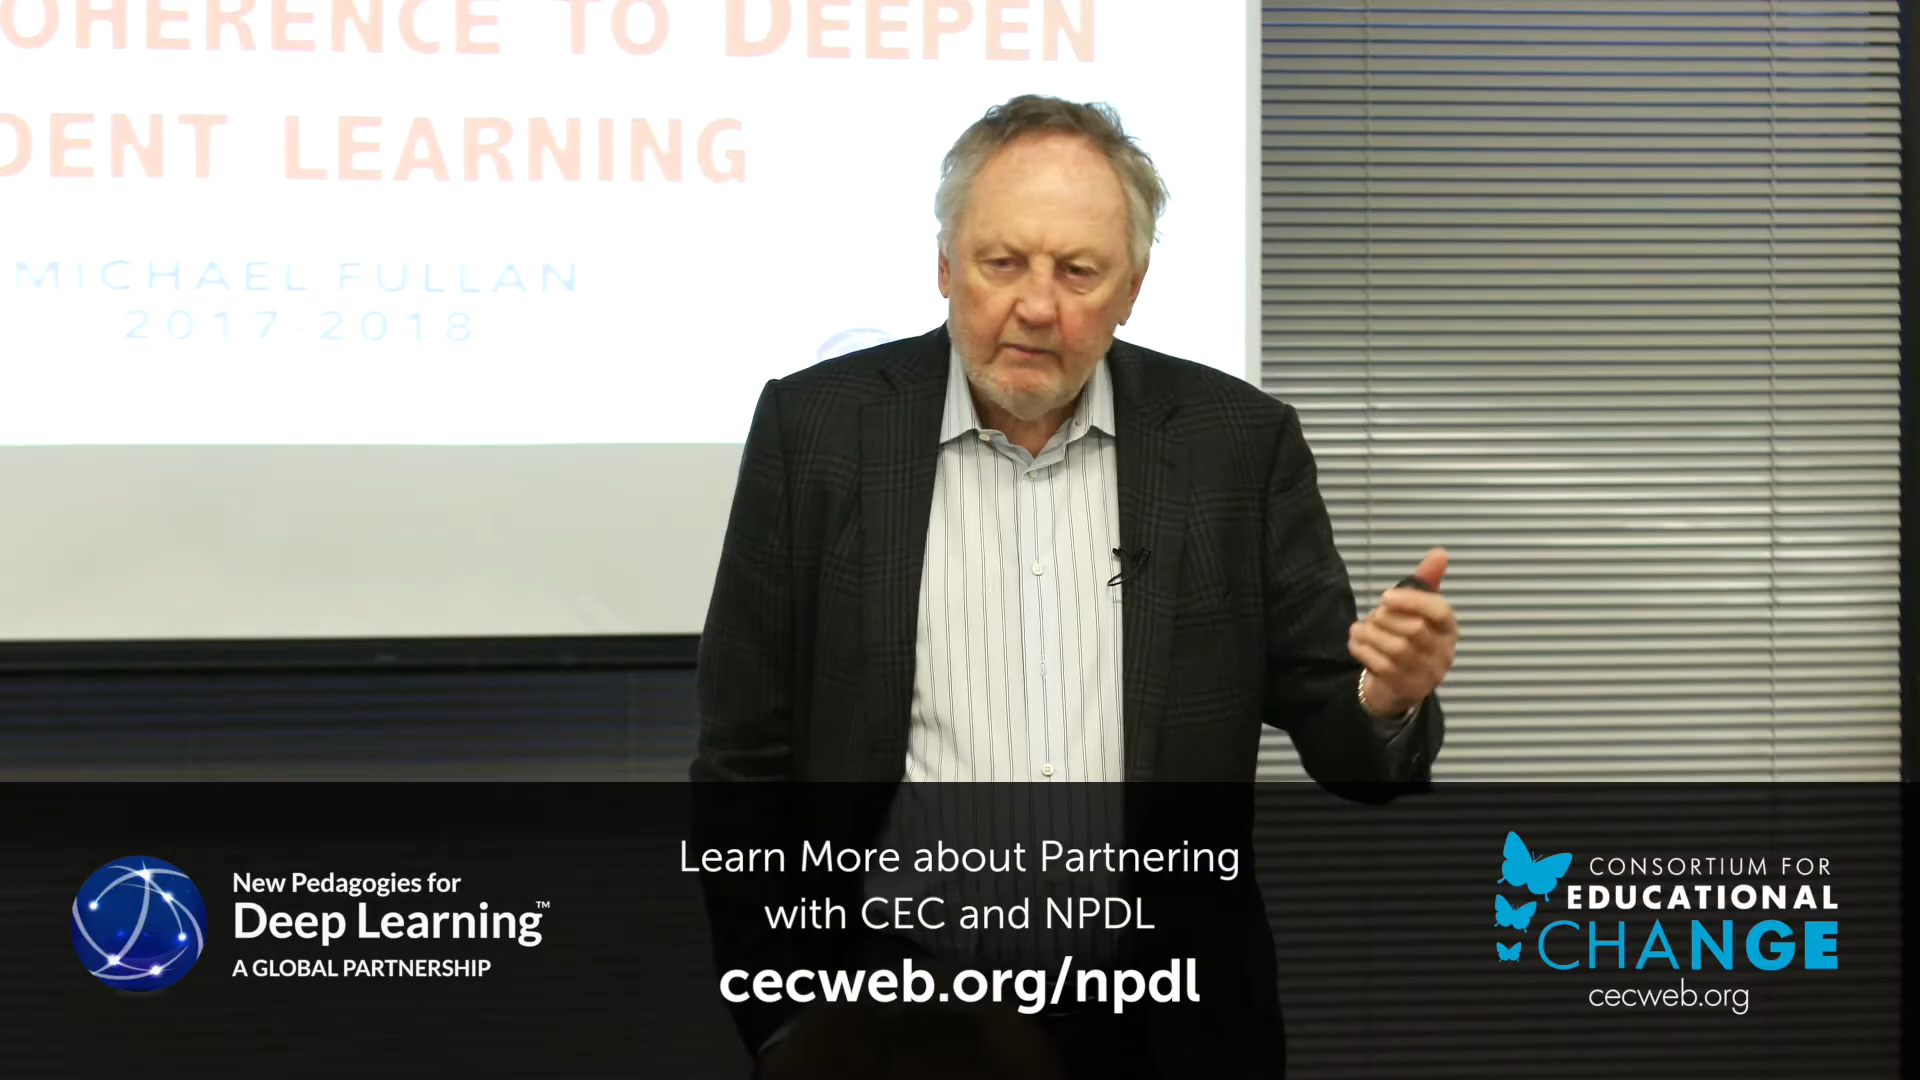 OHERENCE TO DEEPEN
DENT LEARNING
MICHAEL FULLAN
2017-2018
New Pedagogies for
Deep Learning™
A GLOBAL PARTNERSHIP
Learn More about Partnering
with CEC and NPDL
cecweb.org/npdl
CONSORTIUM FOR
EDUCATIONAL
CHANGE
cecweb.org